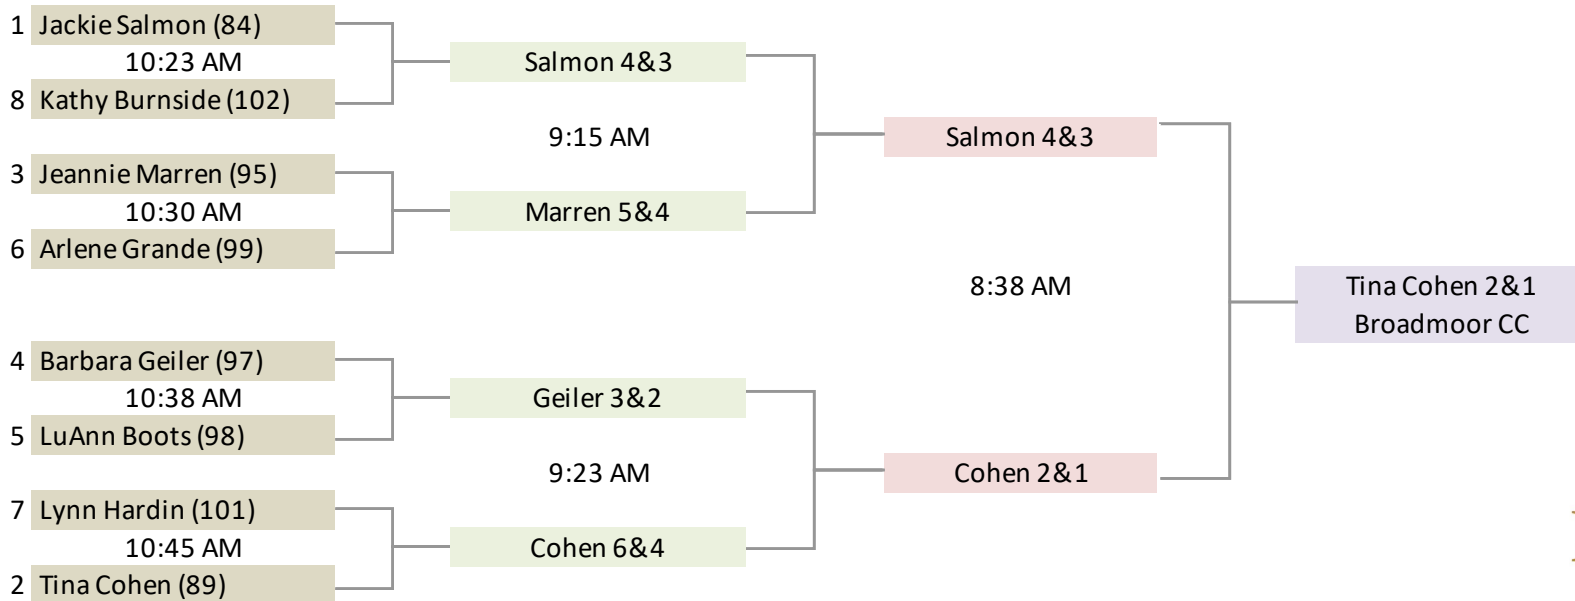 1 Jackie Salmon (84)
10:23 AM
8 Kathy Burnside (102)
3 Jeannie Marren (95)
10:30 AM
6 Arlene Grande (99)
4 Barbara Geiler (97)
10:38 AM
5 LuAnn Boots (98)
7 Lynn Hardin (101)
10:45 AM
2 Tina Cohen (89)
Salmon 4&3
9:15 AM
Marren 5&4
Geiler 3&2
9:23 AM
Cohen 6&4
Salmon 4&3
8:38 AM
Cohen 2&1
Tina Cohen 2&1
Broadmoor CC